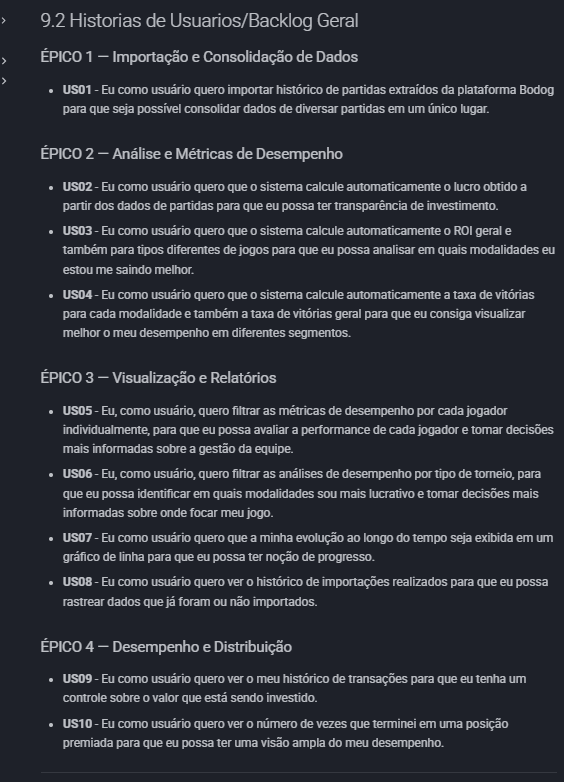 9.2 Historias de Usuarios/Backlog Geral
ÉPICO 1 — Importação e Consolidação de Dados
• US01 - Eu como usuário quero importar histórico de partidas extraídos da plataforma Bodog
para que seja possível consolidar dados de diversar partidas em um único lugar.
ÉPICO 2 — Análise e Métricas de Desempenho
• US02 - Eu como usuário quero que o sistema calcule automaticamente o lucro obtido a
partir dos dados de partidas para que eu possa ter transparência de investimento.
• US03 - Eu como usuário quero que o sistema calcule automaticamente o ROI geral e
também para tipos diferentes de jogos para que eu possa analisar em quais modalidades eu
estou me saindo melhor.
• US04 - Eu como usuário quero que o sistema calcule automaticamente a taxa de vitórias
para cada modalidade e também a taxa de vitórias geral para que eu consiga visualizar
melhor o meu desempenho em diferentes segmentos.
ÉPICO 3 — Visualização e Relatórios
• US05 - Eu, como usuário, quero filtrar as métricas de desempenho por cada jogador
individualmente, para que eu possa avaliar a performance de cada jogador e tomar decisões
mais informadas sobre a gestão da equipe.
• US06 - Eu, como usuário, quero filtrar as análises de desempenho por tipo de torneio, para
que eu possa identificar em quais modalidades sou mais lucrativo e tomar decisões mais
informadas sobre onde focar meu jogo.
• US07 - Eu como usuário quero que a minha evolução ao longo do tempo seja exibida em um
gráfico de linha para que eu possa ter noção de progresso.
• US08 - Eu como usuário quero ver o histórico de importações realizados para que eu possa
rastrear dados que já foram ou não importados.
ÉPICO 4 — Desempenho e Distribuição
• US09 - Eu como usuário quero ver o meu histórico de transações para que eu tenha um
controle sobre o valor que está sendo investido.
• US10 - Eu como usuário quero ver o número de vezes que terminei em uma posição
premiada para que eu possa ter uma visão ampla do meu desempenho.